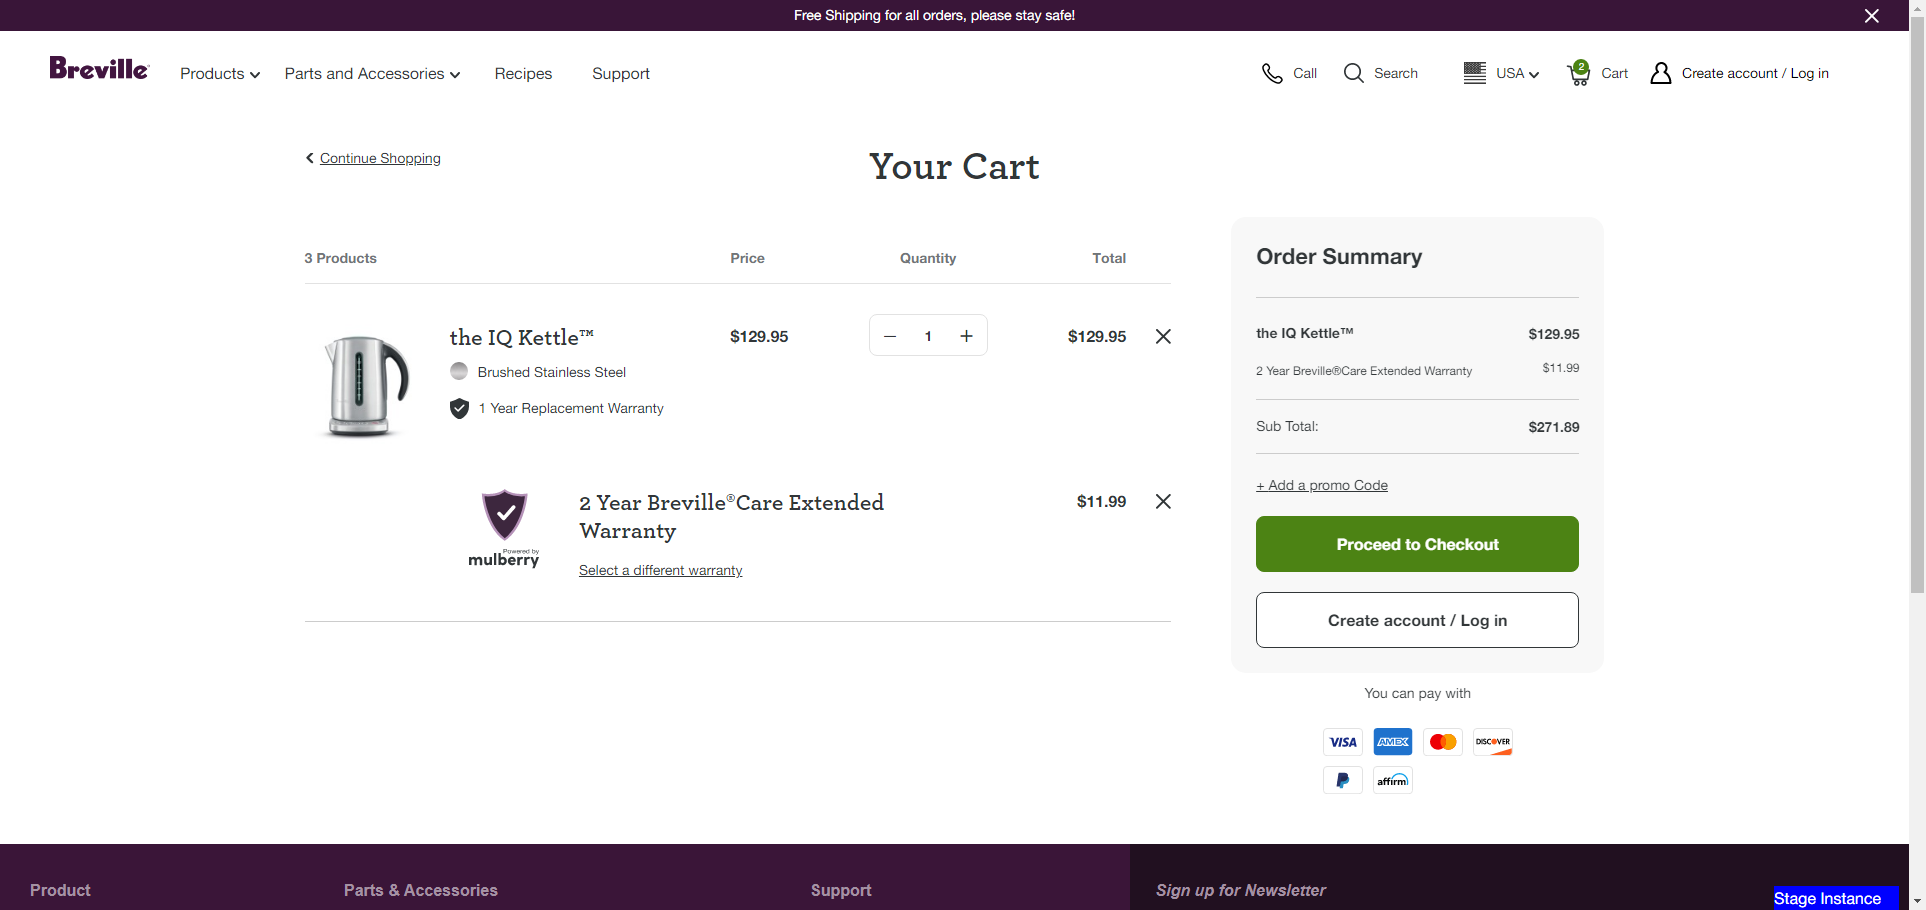 Free Shipping for all orders, please stay safe!
Breville
Products
Parts and Accessories
Recipes
Support
Call
Search
USA
2
Cart
Create account / Log in
Continue Shopping
Your Cart
3 Products
Price
Quantity
Total
the IQ Kettle™
$129.95
1
$129.95
Brushed Stainless Steel
1 Year Replacement Warranty
2 Year Breville®Care Extended
Warranty
$11.99
Powered by
mulberry
Select a different warranty
Order Summary
the IQ Kettle™
$129.95
2 Year Breville®Care Extended Warranty
$11.99
Sub Total:
$271.89
+ Add a promo Code
Proceed to Checkout
Create account / Log in
You can pay with
VISA
AMEX
DISCOVER
affirm
Product
Parts & Accessories
Support
Sign up for Newsletter
Stage Instance